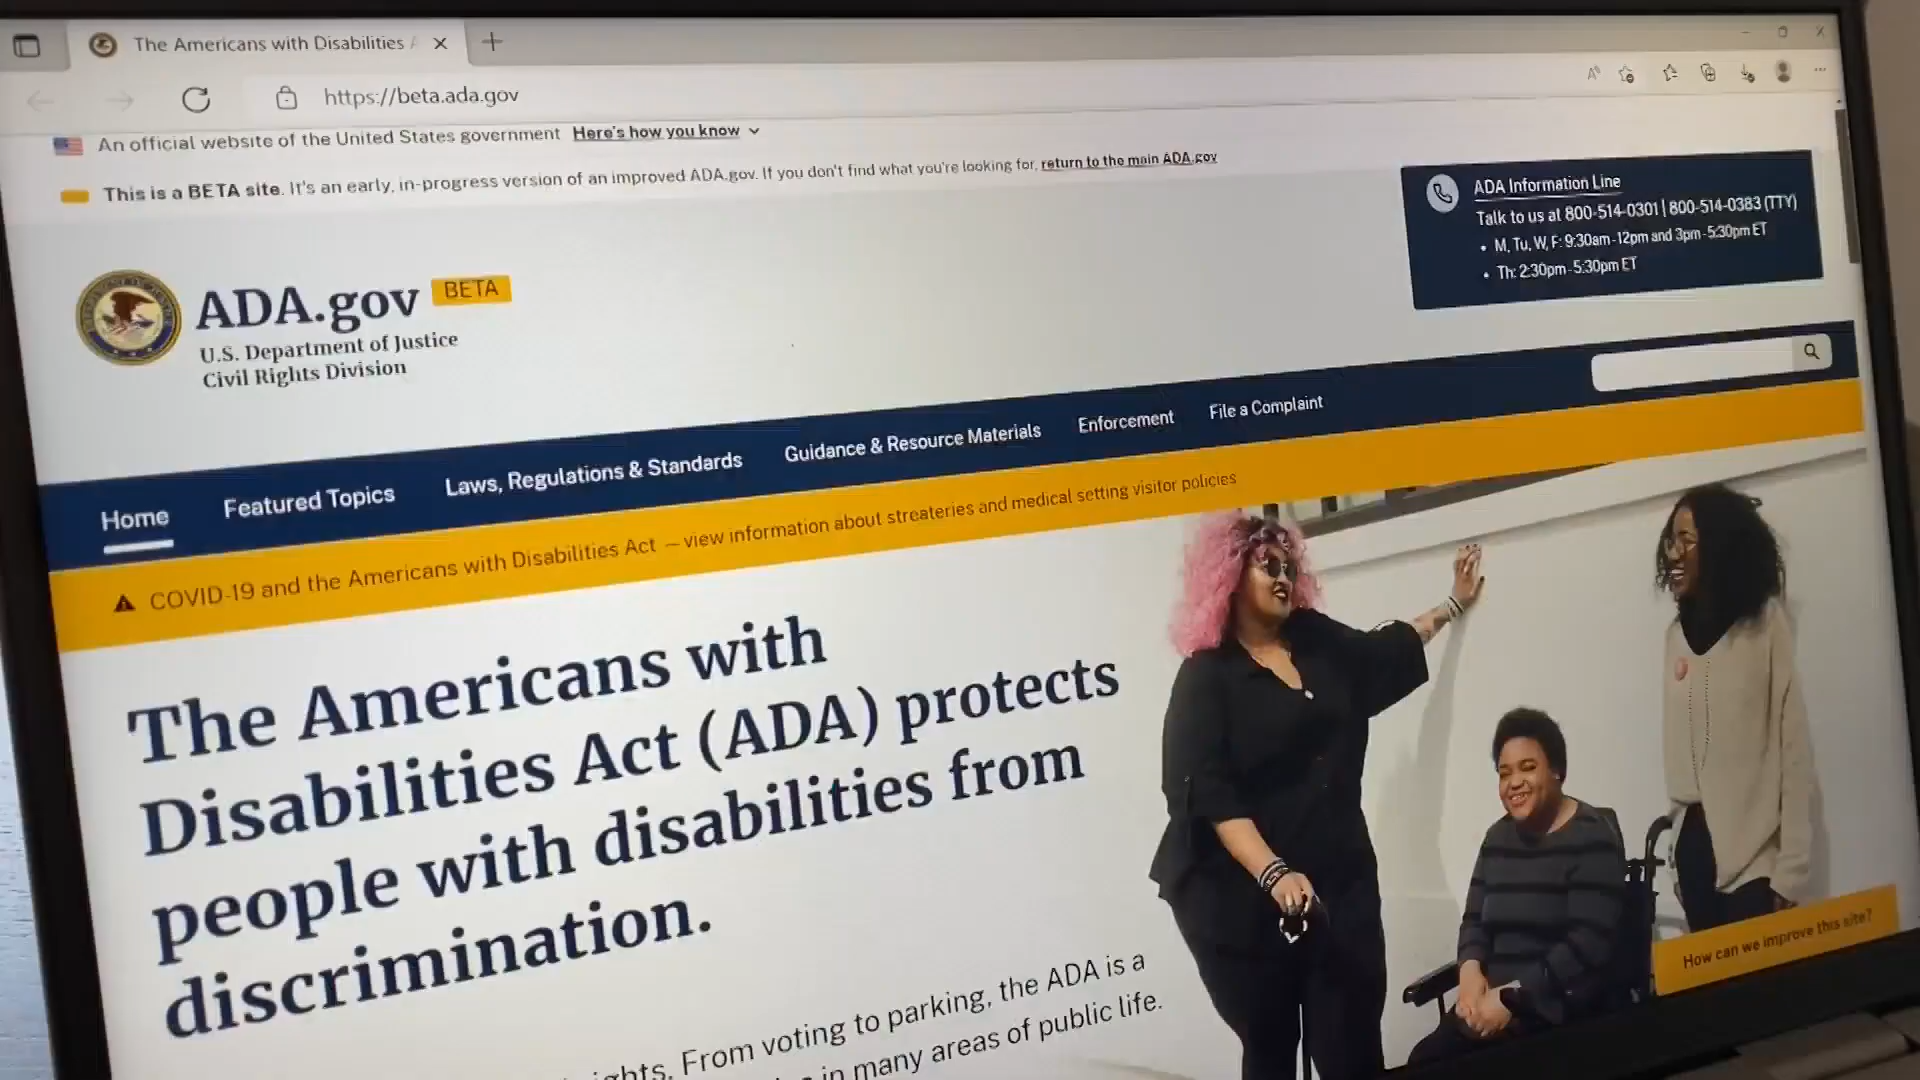 The Americans with Disabilities A
https://beta.ada.gov
An official website of the United States government Here's how you know
This is a BETA site. It's an early, in-progress version of an improved ADA.gov. If you don't find what you're looking for, return to the main ADA.gov
ADA Information Line
Talk to us at 800-514-0301 | 800-514-0383 (TTY)
• M, Tu, W, F: 9:30am-12pm and 3pm-5:30pm ET
• Th: 2:30pm-5:30pm ET
ADA.gov BETA
U.S. Department of Justice
Civil Rights Division
Home Featured Topics Laws, Regulations & Standards Guidance & Resource Materials Enforcement File a Complaint
COVID-19 and the Americans with Disabilities Act – view information about streateries and medical setting visitor policies
The Americans with
Disabilities Act (ADA) protects
people with disabilities from
discrimination.
From voting to parking, the ADA is a
in many areas of public life.
How can we improve this site?